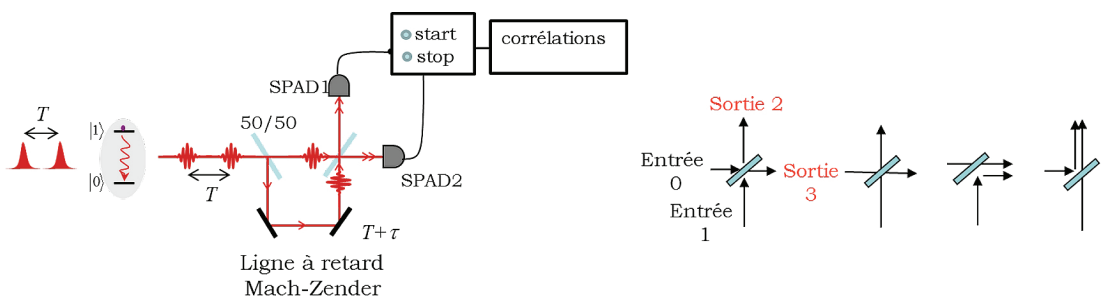 T
|1⟩
|0⟩
T
50/50
SPAD1
SPAD2
start
stop
corrélations
T+τ
Ligne à retard
Mach-Zender
Sortie 2
Entrée
0
Sortie
3
Entrée
1